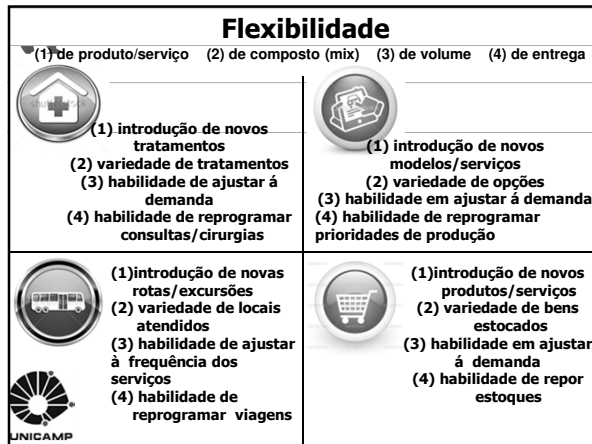 Flexibilidade
(1) de produto/serviço (2) de composto (mix) (3) de volume (4) de entrega
(1) introdução de novos
tratamentos
(2) variedade de tratamentos
(3) habilidade de ajustar á
demanda
(4) habilidade de reprogramar
consultas/cirurgias
(1) introdução de novos
modelos/serviços
(2) variedade de opções
(3) habilidade em ajustar á demanda
(4) habilidade de reprogramar
prioridades de produção
(1)introdução de novas
rotas/excursões
(2) variedade de locais
atendidos
(3) habilidade de ajustar
à frequência dos
serviços
(4) habilidade de
reprogramar viagens
(1)introdução de novos
produtos/serviços
(2) variedade de bens
estocados
(3) habilidade em ajustar
á demanda
(4) habilidade de repor
estoques
UNICAMP